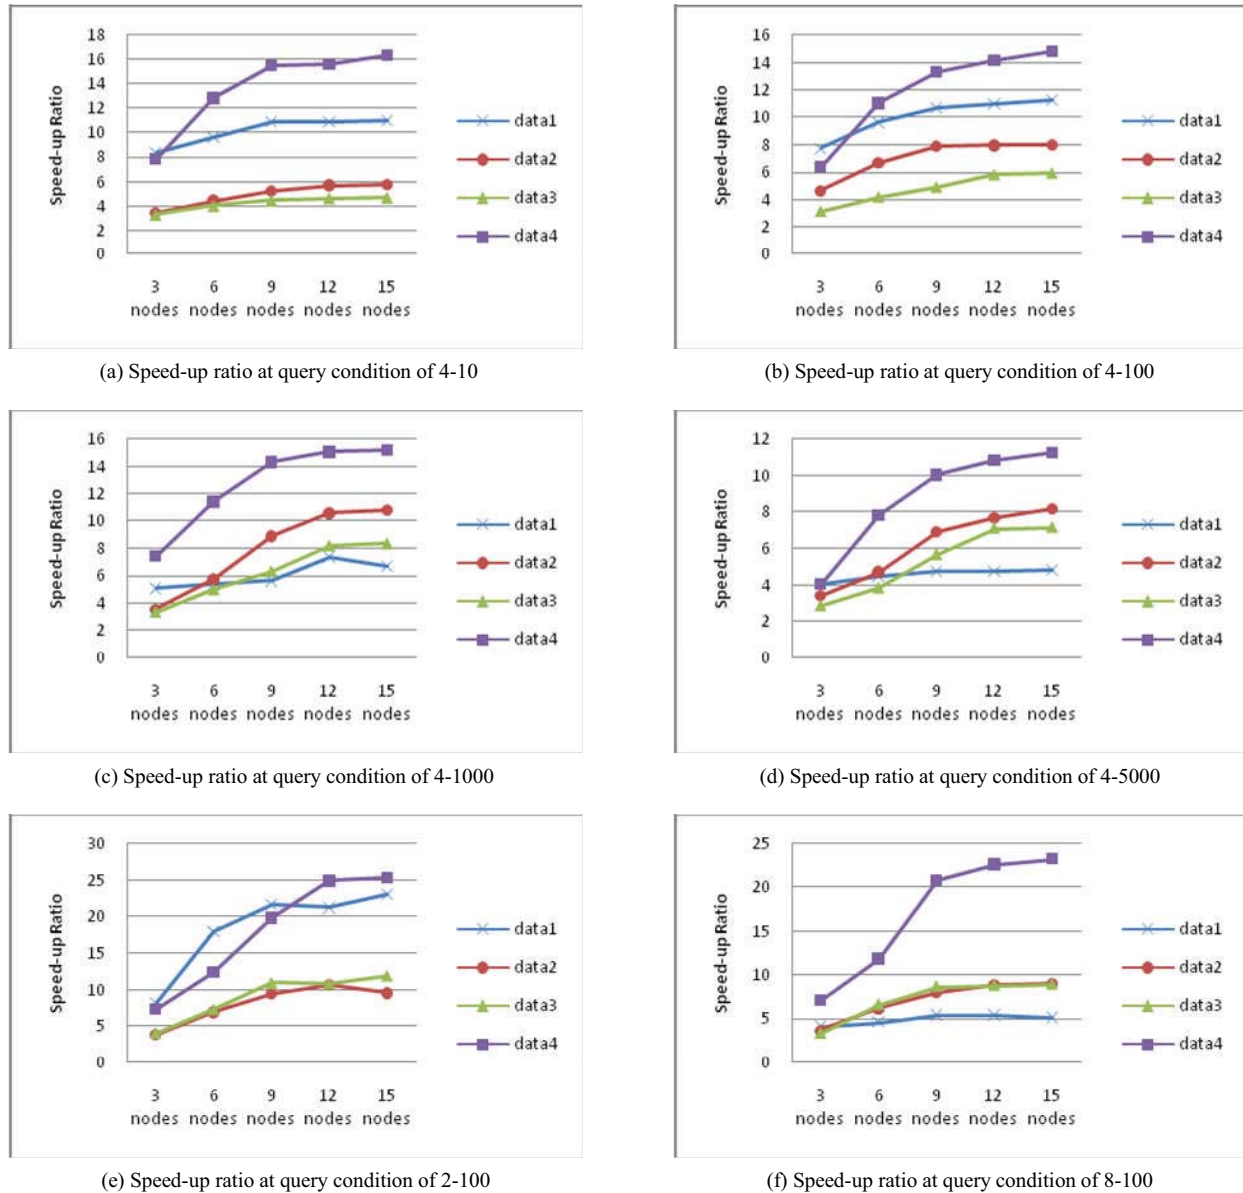 Speed-up Ratio
18
16
14
12
10
8
6
4
2
0
3 nodes
6 nodes
9 nodes
12 nodes
15 nodes
data1
data2
data3
data4
(a) Speed-up ratio at query condition of 4-10
Speed-up Ratio
16
14
12
10
8
6
4
2
0
3 nodes
6 nodes
9 nodes
12 nodes
15 nodes
data1
data2
data3
data4
(b) Speed-up ratio at query condition of 4-100
Speed-up Ratio
16
14
12
10
8
6
4
2
0
3 nodes
6 nodes
9 nodes
12 nodes
15 nodes
data1
data2
data3
data4
(c) Speed-up ratio at query condition of 4-1000
Speed-up Ratio
12
10
8
6
4
2
0
3 nodes
6 nodes
9 nodes
12 nodes
15 nodes
data1
data2
data3
data4
(d) Speed-up ratio at query condition of 4-5000
Speed-up Ratio
30
25
20
15
10
5
0
3 nodes
6 nodes
9 nodes
12 nodes
15 nodes
data1
data2
data3
data4
(e) Speed-up ratio at query condition of 2-100
Speed-up Ratio
25
20
15
10
5
0
3 nodes
6 nodes
9 nodes
12 nodes
15 nodes
data1
data2
data3
data4
(f) Speed-up ratio at query condition of 8-100